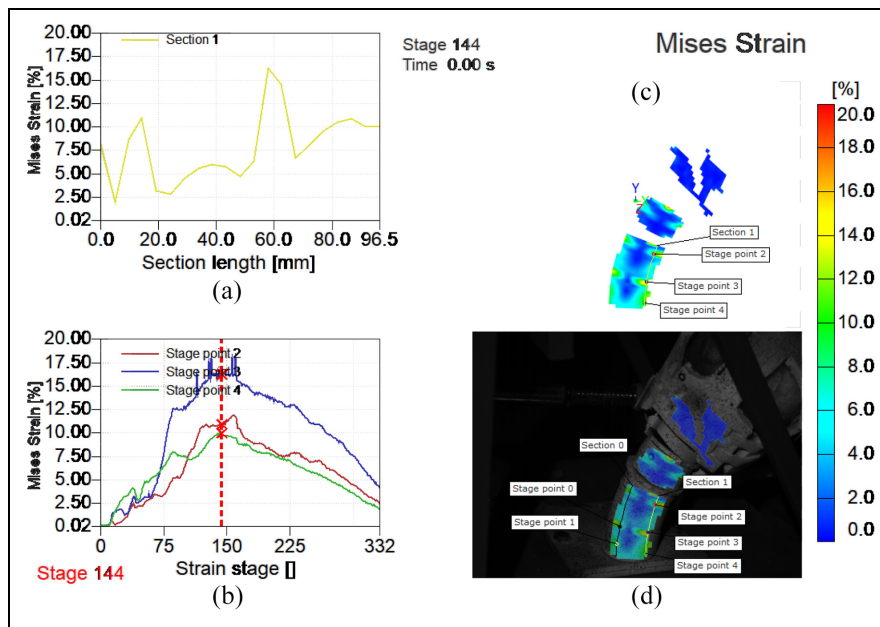 Mises Strain
Stage 144
Time 0.00 s
Mises Strain [%]
20.00
17.50
15.00
12.50
10.00
7.50
5.00
2.50
0.02
Section 1
0.0 20.0 40.0 60.0 80.0 96.5
Section length [mm]
(a)
(c)
[%]
20.0
18.0
16.0
14.0
12.0
10.0
8.0
6.0
4.0
2.0
0.0
Y
Section 1
Stage point 2
Stage point 3
Stage point 4
Mises Strain [%]
20.00
17.50
15.00
12.50
10.00
7.50
5.00
2.50
0.02
Stage point 2
Stage point 3
Stage point 4
0 75 150 225 332
Strain stage []
Stage 144
(b)
Section 0
Section 1
Stage point 0
Stage point 1
Stage point 2
Stage point 3
Stage point 4
(d)